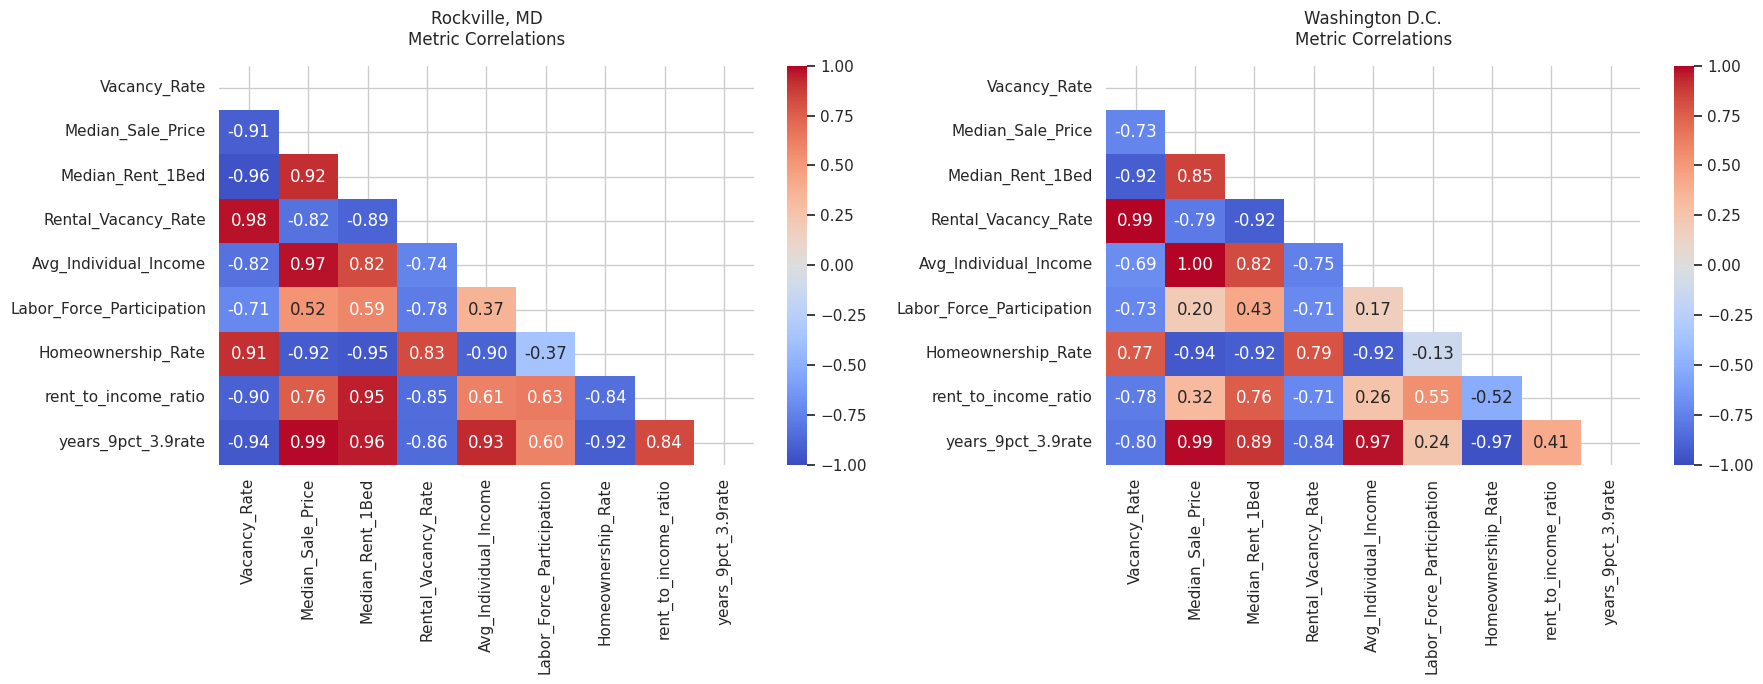 Rockville, MD
Metric Correlations
Vacancy_Rate
Median_Sale_Price -0.91
Median_Rent_1Bed -0.96 0.92
Rental_Vacancy_Rate 0.98 -0.82 -0.89
Avg_Individual_Income -0.82 0.97 0.82 -0.74
Labor_Force_Participation -0.71 0.52 0.59 -0.78 0.37
Homeownership_Rate 0.91 -0.92 -0.95 0.83 -0.90 -0.37
rent_to_income_ratio -0.90 0.76 0.95 -0.85 0.61 0.63 -0.84
years_9pct_3.9rate -0.94 0.99 0.96 -0.86 0.93 0.60 -0.92 0.84
Vacancy_Rate
Median_Sale_Price
Median_Rent_1Bed
Rental_Vacancy_Rate
Avg_Individual_Income
Labor_Force_Participation
Homeownership_Rate
rent_to_income_ratio
years_9pct_3.9rate
1.00
0.75
0.50
0.25
0.00
−0.25
−0.50
−0.75
−1.00
Washington D.C.
Metric Correlations
Vacancy_Rate
Median_Sale_Price -0.73
Median_Rent_1Bed -0.92 0.85
Rental_Vacancy_Rate 0.99 -0.79 -0.92
Avg_Individual_Income -0.69 1.00 0.82 -0.75
Labor_Force_Participation -0.73 0.20 0.43 -0.71 0.17
Homeownership_Rate 0.77 -0.94 -0.92 0.79 -0.92 -0.13
rent_to_income_ratio -0.78 0.32 0.76 -0.71 0.26 0.55 -0.52
years_9pct_3.9rate -0.80 0.99 0.89 -0.84 0.97 0.24 -0.97 0.41
Vacancy_Rate
Median_Sale_Price
Median_Rent_1Bed
Rental_Vacancy_Rate
Avg_Individual_Income
Labor_Force_Participation
Homeownership_Rate
rent_to_income_ratio
years_9pct_3.9rate
1.00
0.75
0.50
0.25
0.00
−0.25
−0.50
−0.75
−1.00